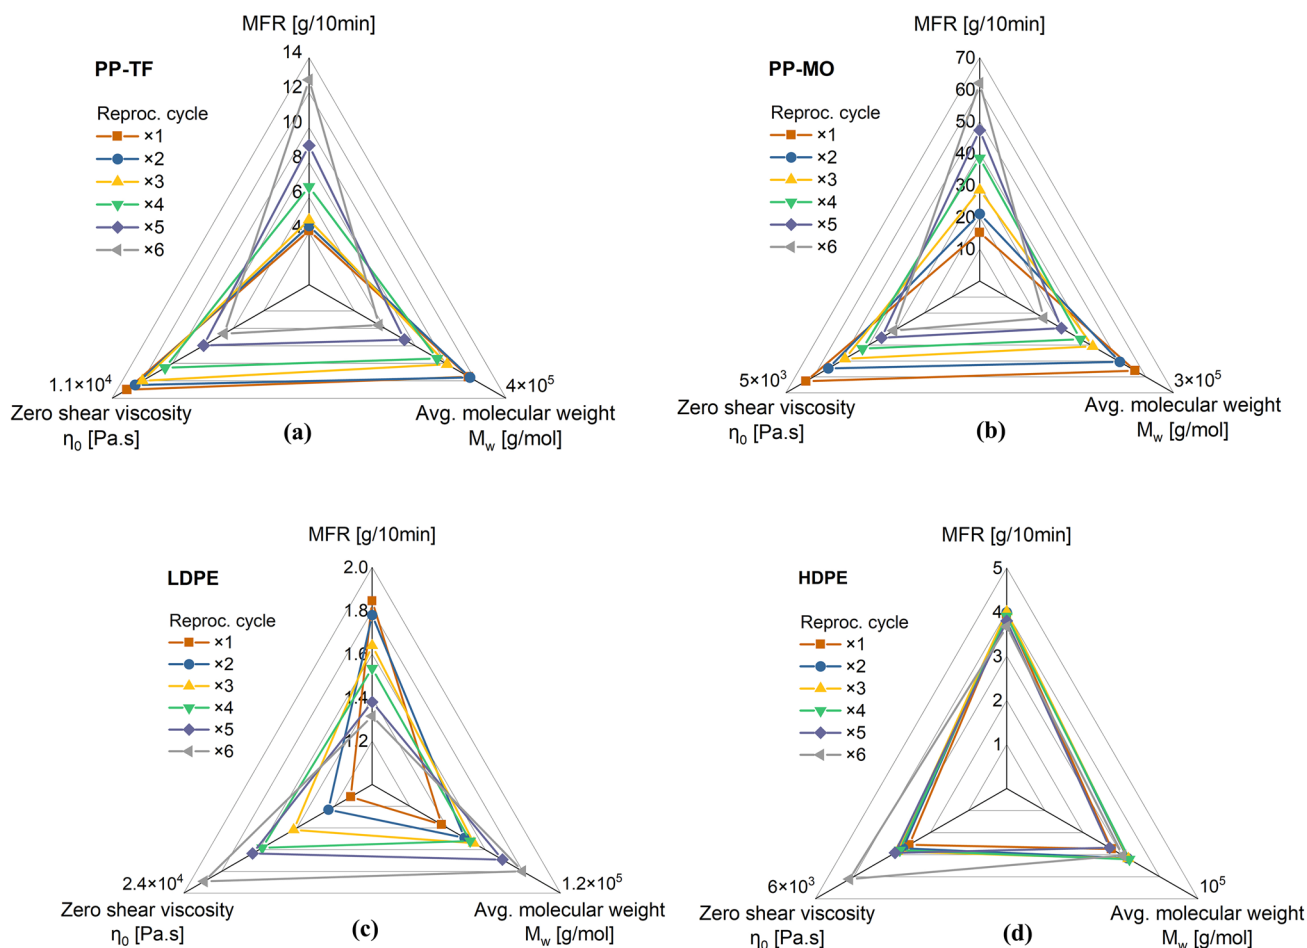 MFR [g/10min]
PP-TF
Reproc. cycle
×1
×2
×3
×4
×5
×6
14
12
10
8
6
4
1.1×10⁴
Zero shear viscosity
η₀ [Pa.s]
(a)
4×10⁵
Avg. molecular weight
M_w [g/mol]
MFR [g/10min]
PP-MO
Reproc. cycle
×1
×2
×3
×4
×5
×6
70
60
50
40
30
20
10
5×10³
Zero shear viscosity
η₀ [Pa.s]
(b)
3×10⁵
Avg. molecular weight
M_w [g/mol]
MFR [g/10min]
LDPE
Reproc. cycle
×1
×2
×3
×4
×5
×6
2.0
1.8
1.6
1.4
1.2
2.4×10⁴
Zero shear viscosity
η₀ [Pa.s]
(c)
1.2×10⁵
Avg. molecular weight
M_w [g/mol]
MFR [g/10min]
HDPE
Reproc. cycle
×1
×2
×3
×4
×5
×6
5
4
3
2
1
6×10³
Zero shear viscosity
η₀ [Pa.s]
(d)
10⁵
Avg. molecular weight
M_w [g/mol]